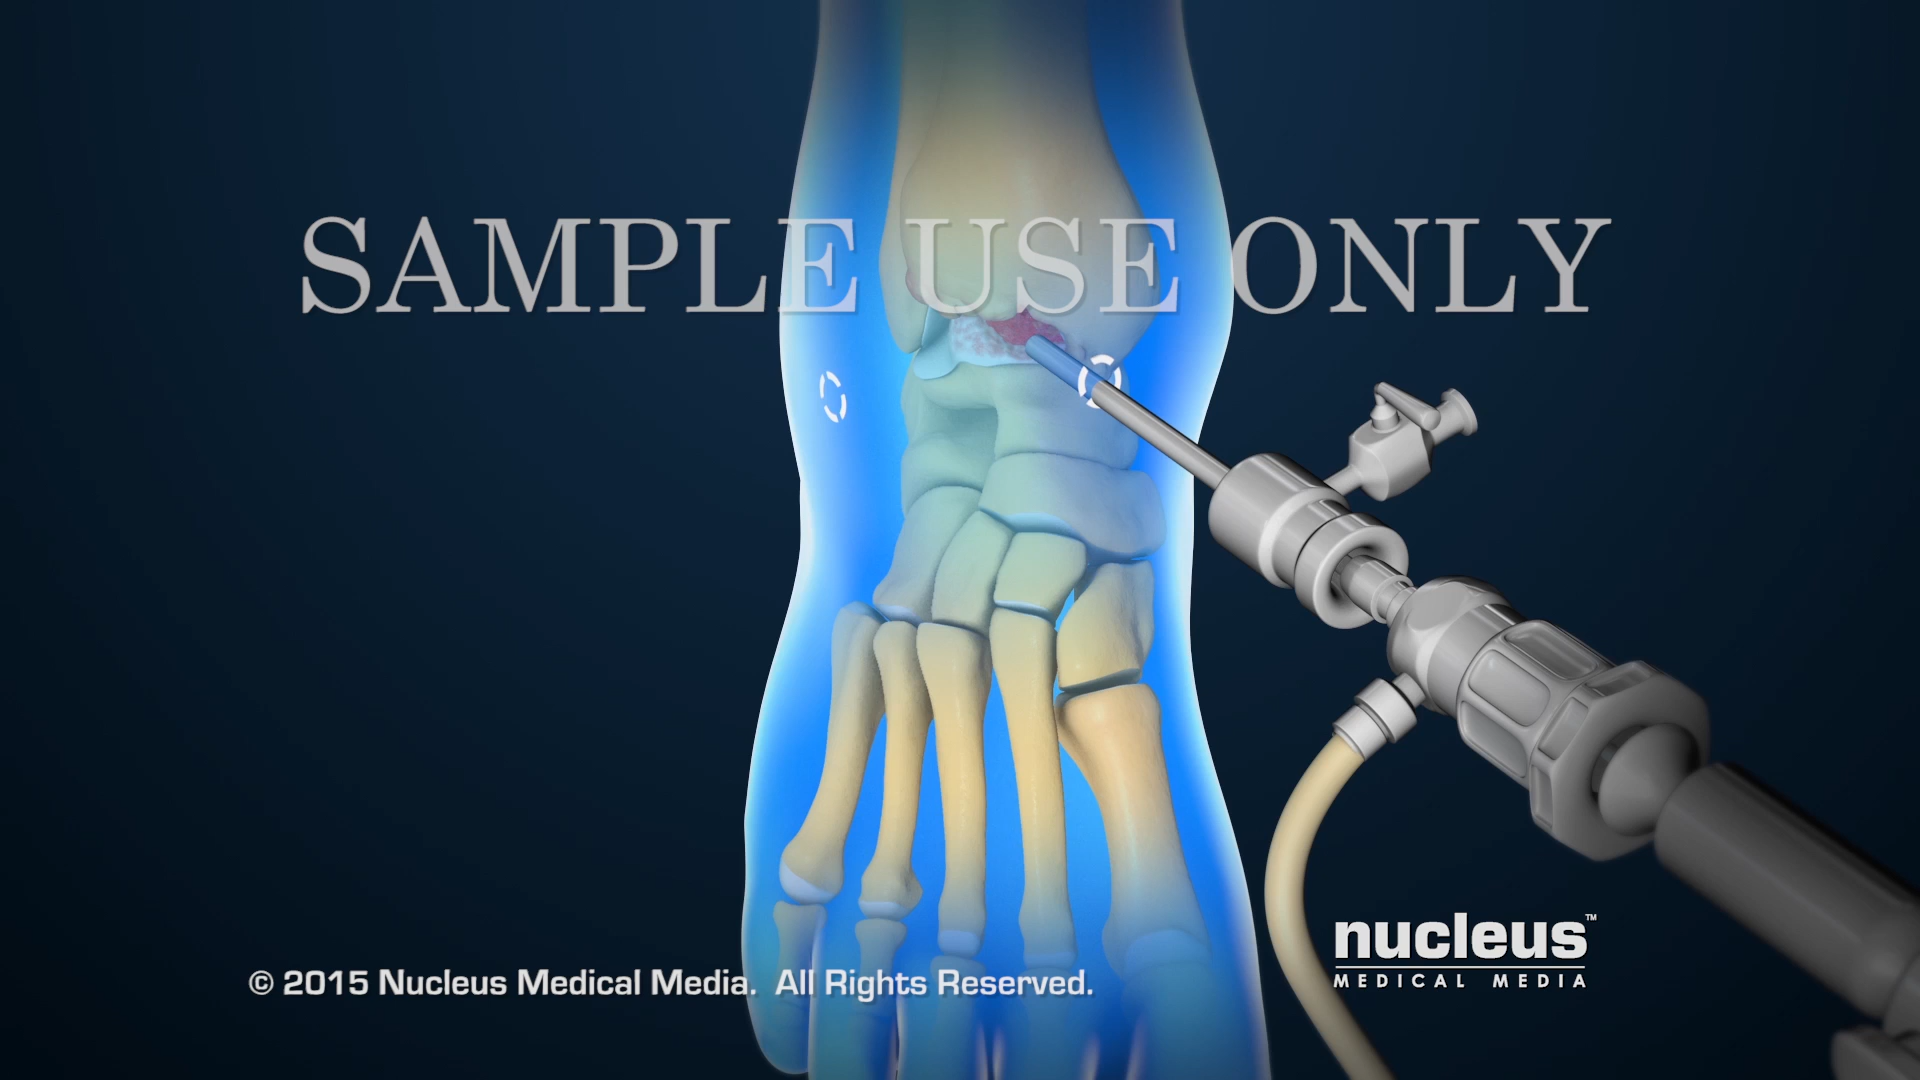 SAMPLE USE ONLY
nucleus™
MEDICAL MEDIA
© 2015 Nucleus Medical Media. All Rights Reserved.